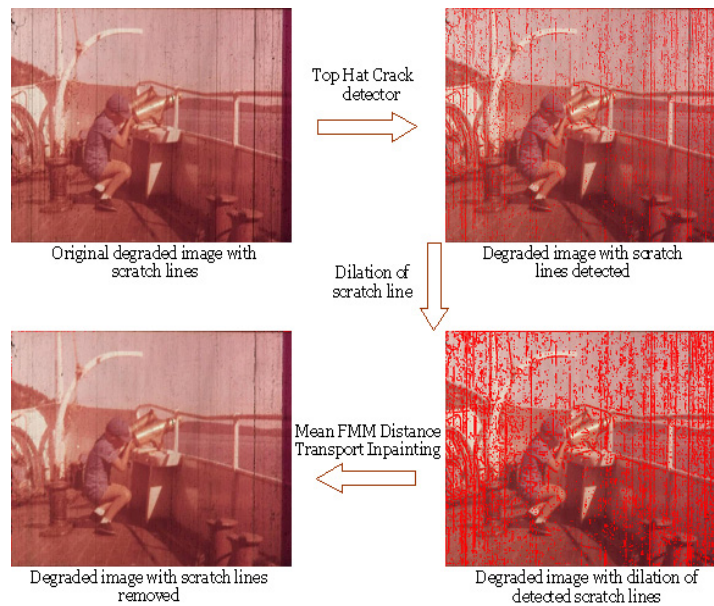 Top Hat Crack
detector
Original degraded image with
scratch lines
Degraded image with scratch
lines detected
Dilation of
scratch line
Mean FMM Distance
Transport Inpainting
Degraded image with scratch lines
removed
Degraded image with dilation of
detected scratch lines